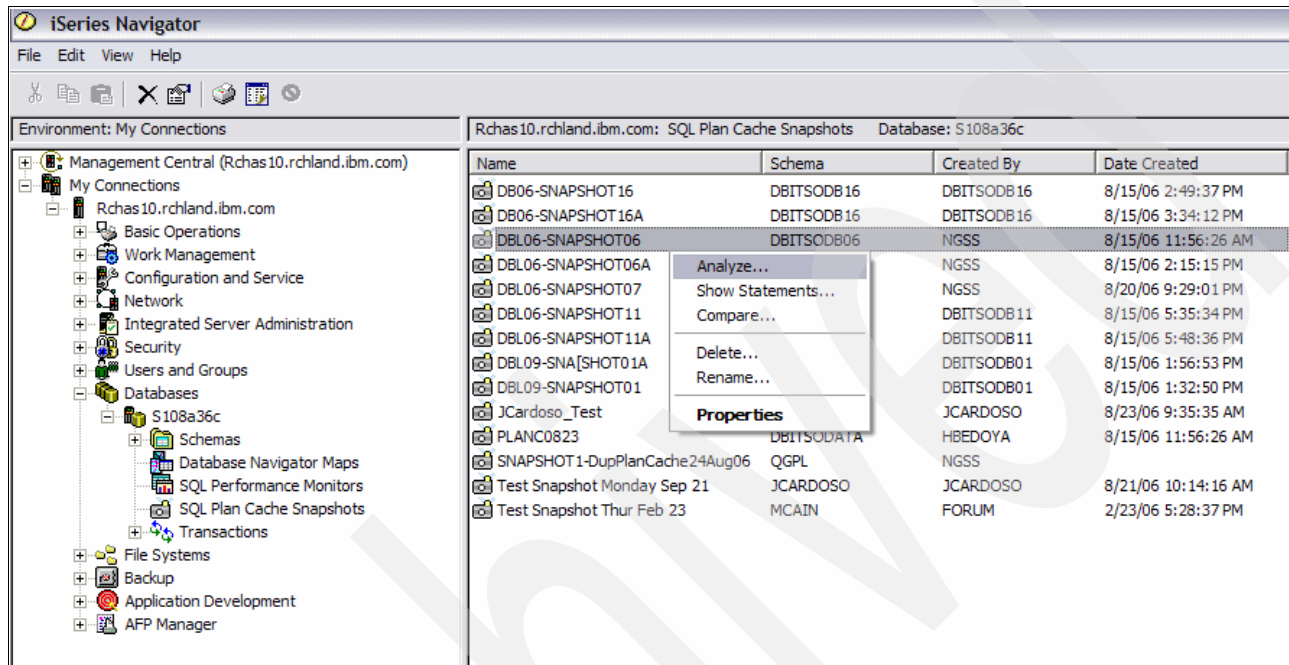 iSeries Navigator
File Edit View Help
Environment: My Connections
Rchas10.rchland.ibm.com: SQL Plan Cache Snapshots Database: S108a36c
Management Central (Rchas10.rchland.ibm.com)
My Connections
Rchas10.rchland.ibm.com
Basic Operations
Work Management
Configuration and Service
Network
Integrated Server Administration
Security
Users and Groups
Databases
S108a36c
Schemas
Database Navigator Maps
SQL Performance Monitors
SQL Plan Cache Snapshots
Transactions
File Systems
Backup
Application Development
AFP Manager
Name Schema Created By Date Created
DB06-SNAPSHOT16 DBITSODB16 DBITSODB16 8/15/06 2:49:37 PM
DB06-SNAPSHOT16A DBITSODB16 DBITSODB16 8/15/06 3:34:12 PM
DBL06-SNAPSHOT06 DBITSODB06 NGSS 8/15/06 11:56:26 AM
DBL06-SNAPSHOT06A NGSS 8/15/06 2:15:15 PM
DBL06-SNAPSHOT07 NGSS 8/20/06 9:29:01 PM
DBL06-SNAPSHOT11 DBITSODB11 8/15/06 5:35:34 PM
DBL06-SNAPSHOT11A DBITSODB11 8/15/06 5:48:36 PM
DBL09-SNA[SHOT01A DBITSODB01 8/15/06 1:56:53 PM
DBL09-SNAPSHOT01 DBITSODB01 8/15/06 1:32:50 PM
JCardoso_Test JCARDOSO 8/23/06 9:35:35 AM
PLANC0823 DBITSODATA HBEDOYA 8/15/06 11:56:26 AM
SNAPSHOT1-DupPlanCache24Aug06 QGPL NGSS
Test Snapshot Monday Sep 21 JCARDOSO JCARDOSO 8/21/06 10:14:16 AM
Test Snapshot Thur Feb 23 MCAIN FORUM 2/23/06 5:28:37 PM
Analyze...
Show Statements...
Compare...
Delete...
Rename...
Properties